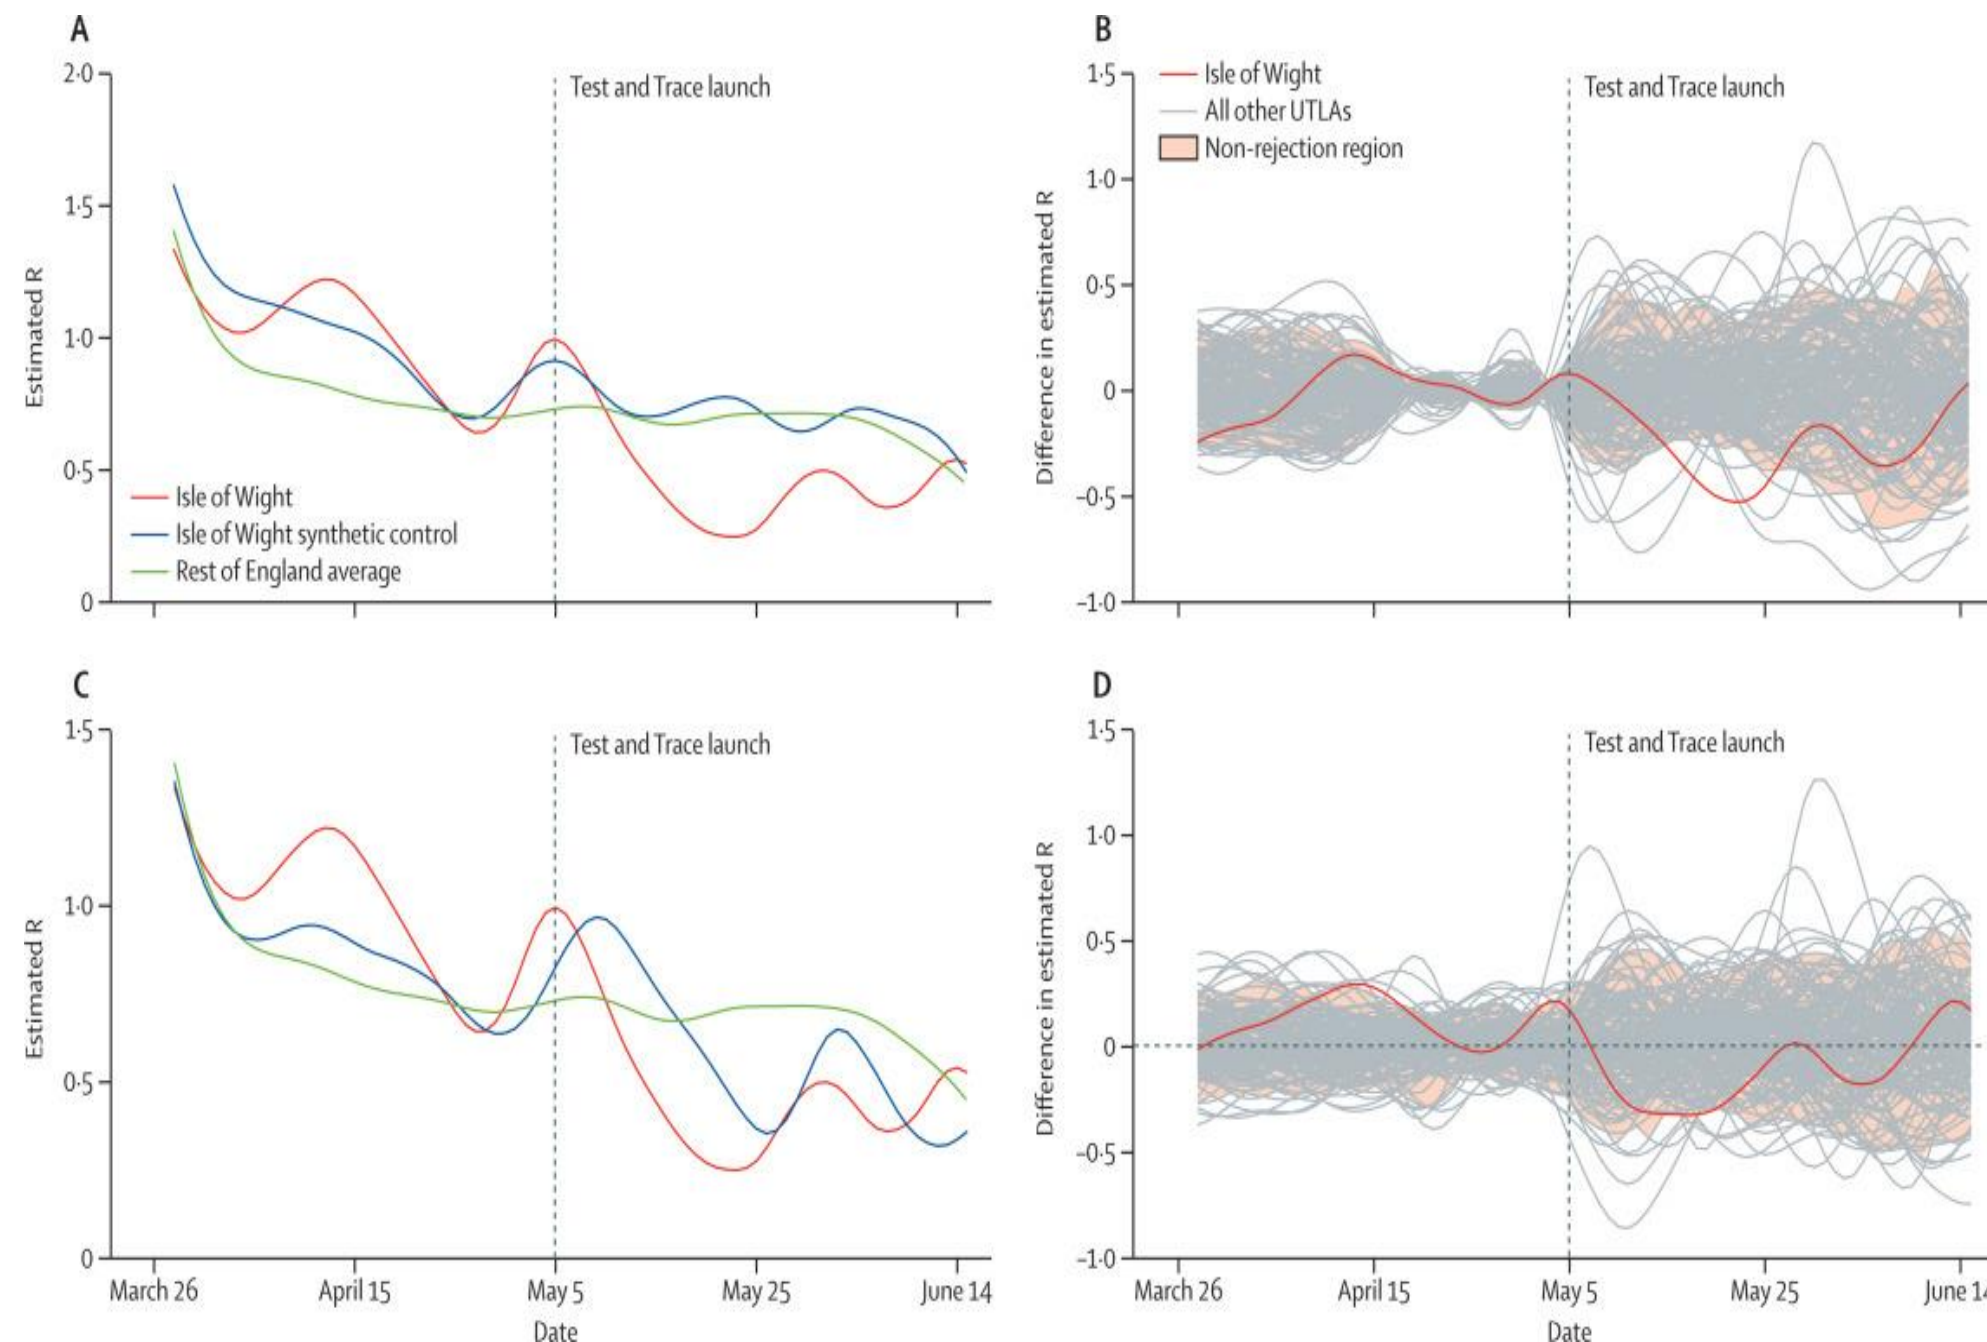 A
2·0
1·5
1·0
0·5
0
Estimated R
Test and Trace launch
Isle of Wight
Isle of Wight synthetic control
Rest of England average
B
1·5
1·0
0·5
0
–0·5
–1·0
Difference in estimated R
Isle of Wight
All other UTLAs
Non-rejection region
Test and Trace launch
C
1·5
1·0
0·5
0
Estimated R
Test and Trace launch
March 26
April 15
May 5
May 25
June 14
Date
D
1·5
1·0
0·5
0
–0·5
–1·0
Difference in estimated R
Test and Trace launch
March 26
April 15
May 5
May 25
June 14
Date